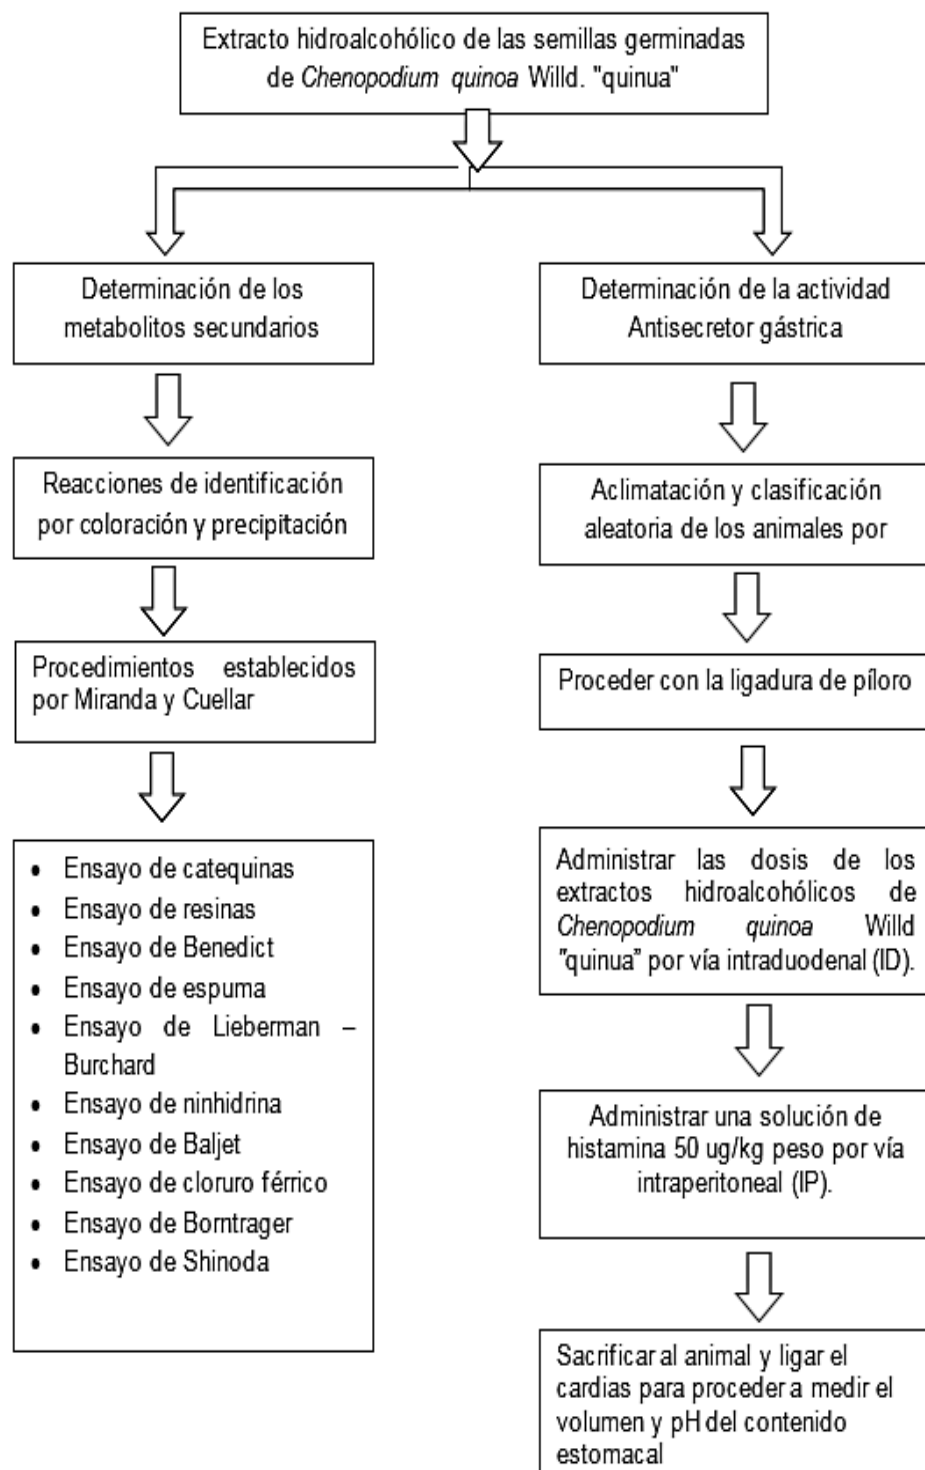 Extracto hidroalcohólico de las semillas germinadas
de Chenopodium quinoa Willd. "quinua"
Determinación de los
metabolitos secundarios
Reacciones de identificación
por coloración y precipitación
Procedimientos establecidos
por Miranda y Cuellar
• Ensayo de catequinas
• Ensayo de resinas
• Ensayo de Benedict
• Ensayo de espuma
• Ensayo de Lieberman –
Burchard
• Ensayo de ninhidrina
• Ensayo de Baljet
• Ensayo de cloruro férrico
• Ensayo de Borntrager
• Ensayo de Shinoda
Determinación de la actividad
Antisecretor gástrica
Aclimatación y clasificación
aleatoria de los animales por
Proceder con la ligadura de píloro
Administrar las dosis de los
extractos hidroalcohólicos de
Chenopodium quinoa Willd
"quinua" por vía intraduodenal (ID).
Administrar una solución de
histamina 50 ug/kg peso por vía
intraperitoneal (IP).
Sacrificar al animal y ligar el
cardias para proceder a medir el
volumen y pH del contenido
estomacal